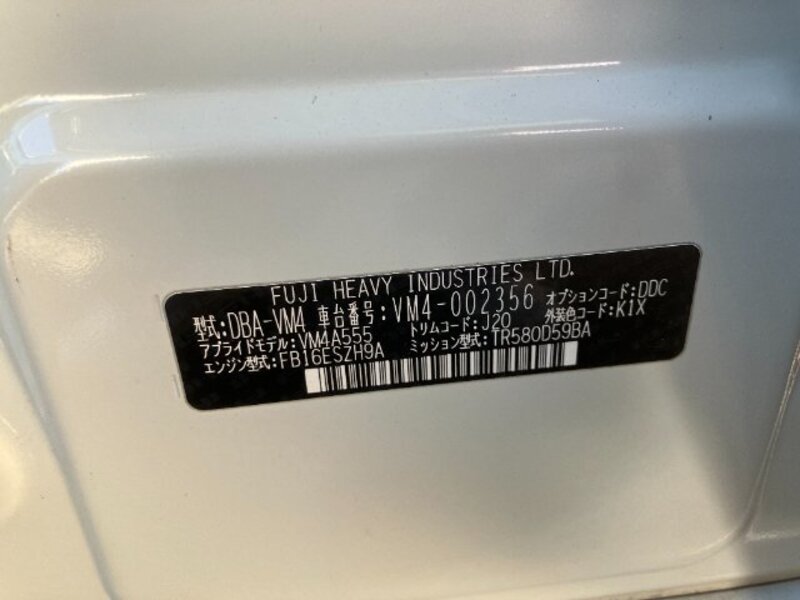 FUJI HEAVY INDUSTRIES LTD.
型式:DBA-VM4 車台番号:VM4-002356 オプションコード:DDC
アプライドモデル:VM4A555 トリムコード:J20 外装色コード:K1X
エンジン型式:FB16ESZH9A ミッション型式:TR580D59BA